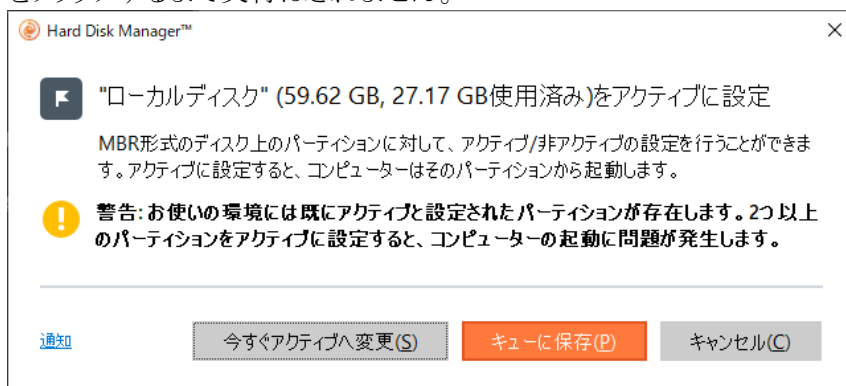 Hard Disk Manager™
"ローカルディスク" (59.62 GB, 27.17 GB使用済み)をアクティブに設定
MBR形式のディスク上のパーティションに対して、アクティブ/非アクティブの設定を行うことができま
す。アクティブに設定すると、コンピューターはそのパーティションから起動します。
警告: お使いの環境には既にアクティブと設定されたパーティションが存在します。2つ以上
のパーティションをアクティブに設定すると、コンピューターの起動に問題が発生します。
通知
今すぐアクティブへ変更(S)
キューに保存(P)
キャンセル(C)